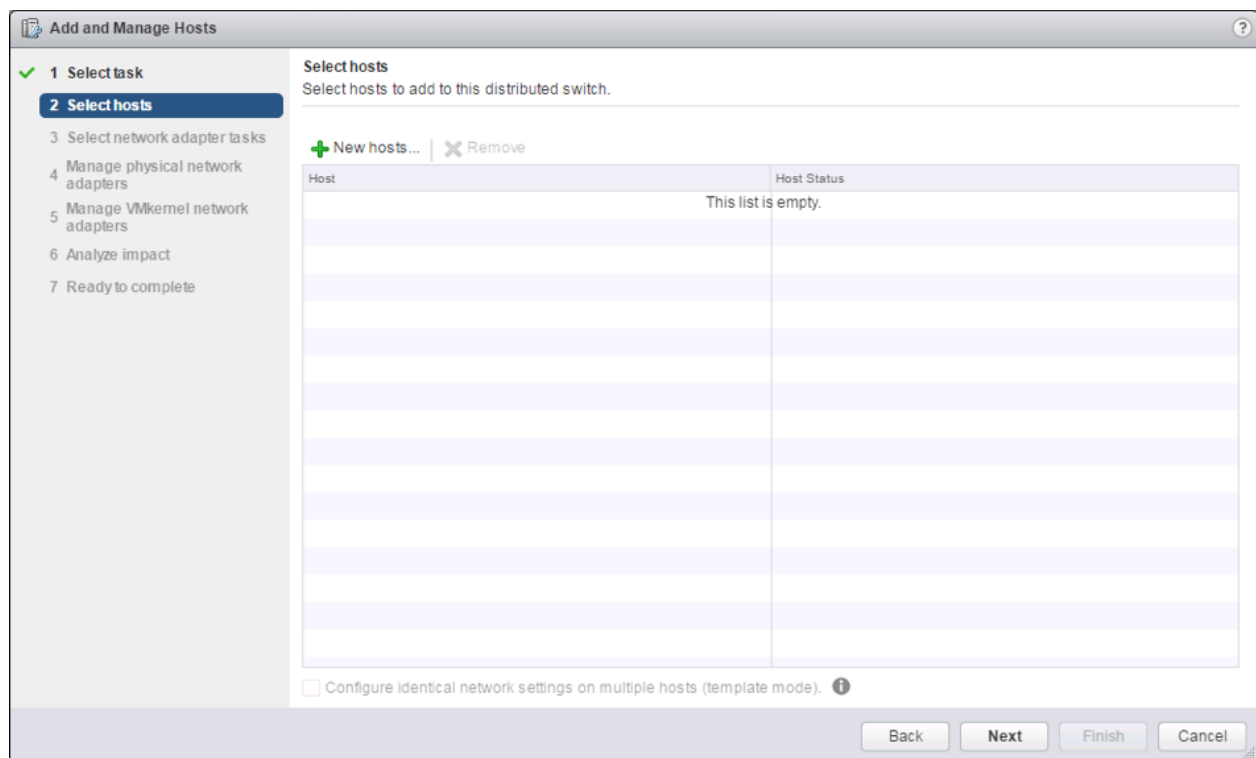 Add and Manage Hosts
?
1 Select task
2 Select hosts
3 Select network adapter tasks
4 Manage physical network
adapters
5 Manage VMkernel network
adapters
6 Analyze impact
7 Ready to complete
Select hosts
Select hosts to add to this distributed switch.
New hosts... Remove
Host Host Status
This list is empty.
Configure identical network settings on multiple hosts (template mode). i
Back Next Finish Cancel